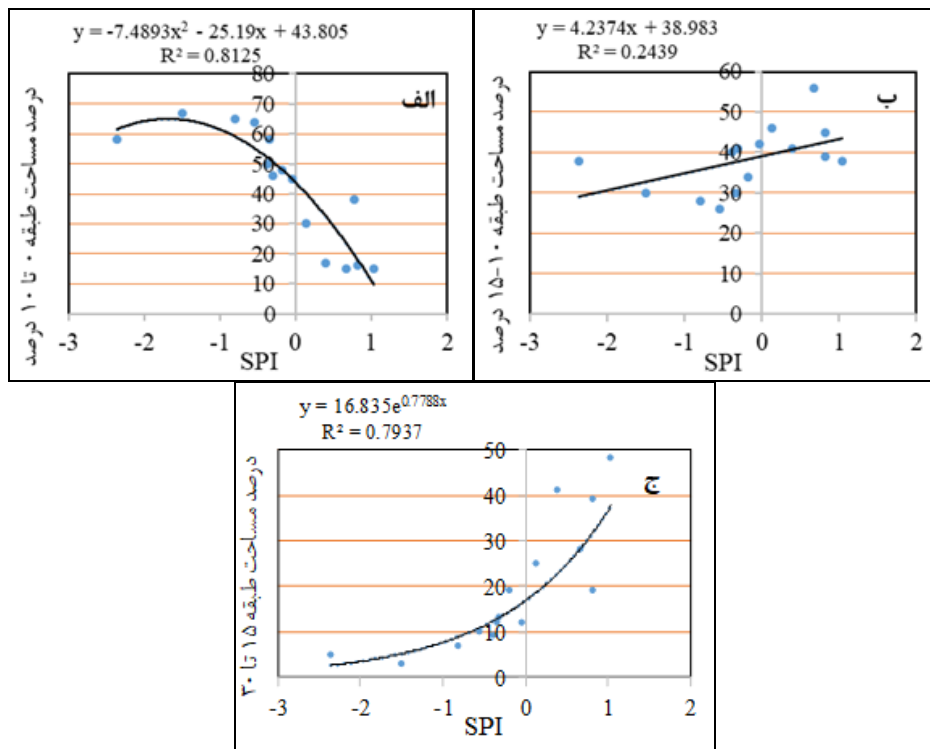 y = -7.4893x² - 25.19x + 43.805
R² = 0.8125
الف
درصد مساحت طبقه ۰ تا ۱۰ درصد
80
70
60
50
40
30
20
10
0
-3 -2 -1 0 1 2
SPI
y = 4.2374x + 38.983
R² = 0.2439
ب
درصد مساحت طبقه ۱۰-۱۵ درصد
60
50
40
30
20
10
0
-3 -2 -1 0 1 2
SPI
y = 16.835e^0.7788x
R² = 0.7937
ج
درصد مساحت طبقه ۱۵ تا ۳۰
50
40
30
20
10
0
-3 -2 -1 0 1 2
SPI